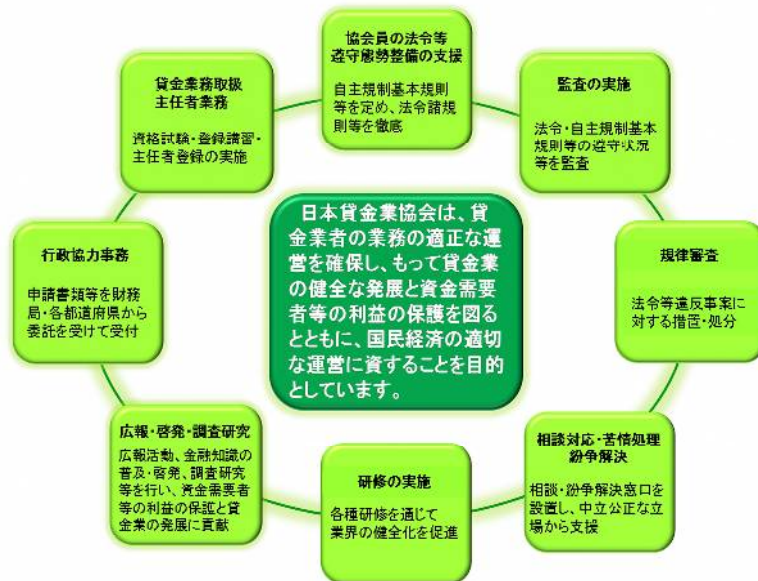 協会員の法令等
遵守態勢整備の支援
自主規制基本規則
等を定め、法令諸規
則等を徹底
監査の実施
法令・自主規制基本
規則等の遵守状況
等を監査
規律審査
法令等違反事案に
対する措置・処分
相談対応・苦情処理
紛争解決
相談・紛争解決窓口を
設置し、中立公正な立
場から支援
研修の実施
各種研修を通じて
業界の健全化を促進
広報・啓発・調査研究
広報活動、金融知識の
普及・啓発、調査研究
等を行い、資金需要者
等の利益の保護と貸
金業の発展に貢献
行政協力事務
申請書類等を財務
局・各都道府県から
委託を受けて受付
貸金業務取扱
主任者業務
資格試験・登録講習・
主任者登録の実施
日本貸金業協会は、貸
金業者の業務の適正な運
営を確保し、もって貸金業
の健全な発展と資金需要
者等の利益の保護を図る
とともに、国民経済の適切
な運営に資することを目的
としています。